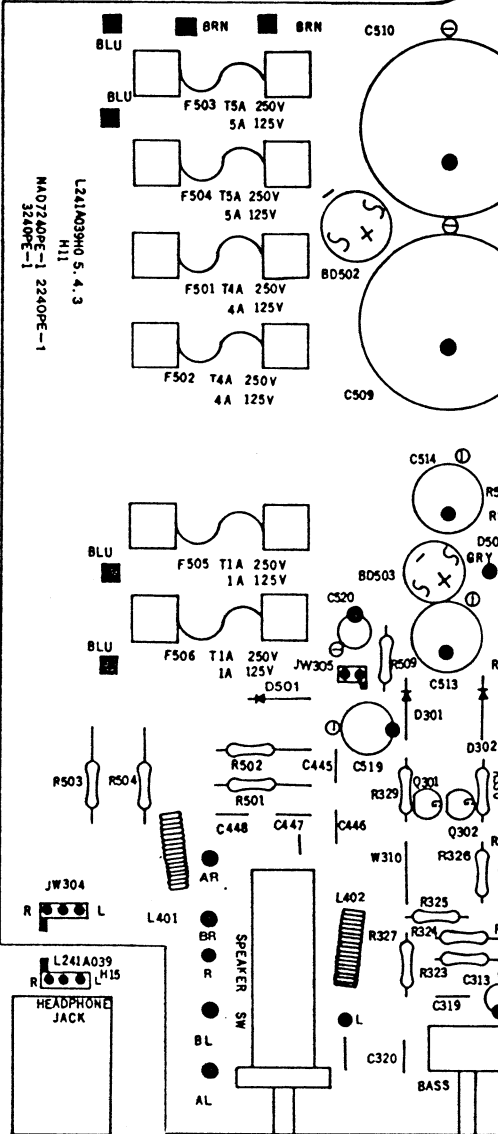 BLU
BRN
BRN
C510
BLU
F503 T5A 250V
5A 125V
F504 T5A 250V
5A 125V
BD502
L241A039H0 5.4.3
H11
NAD7240PE-1 2240PE-1
3240PE-1
F501 T4A 250V
4A 125V
F502 T4A 250V
4A 125V
C509
C514
BLU
F505 T1A 250V
1A 125V
BD503
GRY
D50
R5
R
C520
BLU
F506 T1A 250V
1A 125V
JW305
R509
C513
R
D501
D301
D302
R503
R504
R502
C445
C519
R501
R329
Q301
C448
C447
C446
Q302
R
AR
W310
R326
JW304
R L
L401
L402
R325
BR
R327
R324
R
R
R323
SPEAKER SW
L241A039
H15
R L
C313
HEADPHONE
JACK
C319
L
BL
C320
BASS
AL